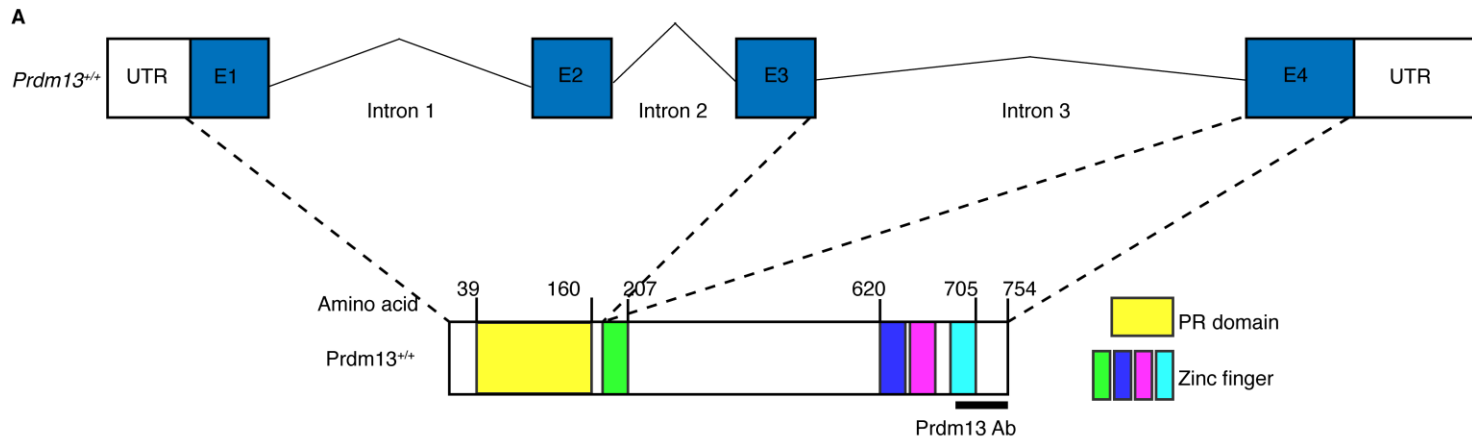 A
Prdm13+/+
UTR E1 E2 E3 E4 UTR
Intron 1 Intron 2 Intron 3
Amino acid 39 160 207 620 705 754
Prdm13+/+
PR domain
Zinc finger
Prdm13 Ab